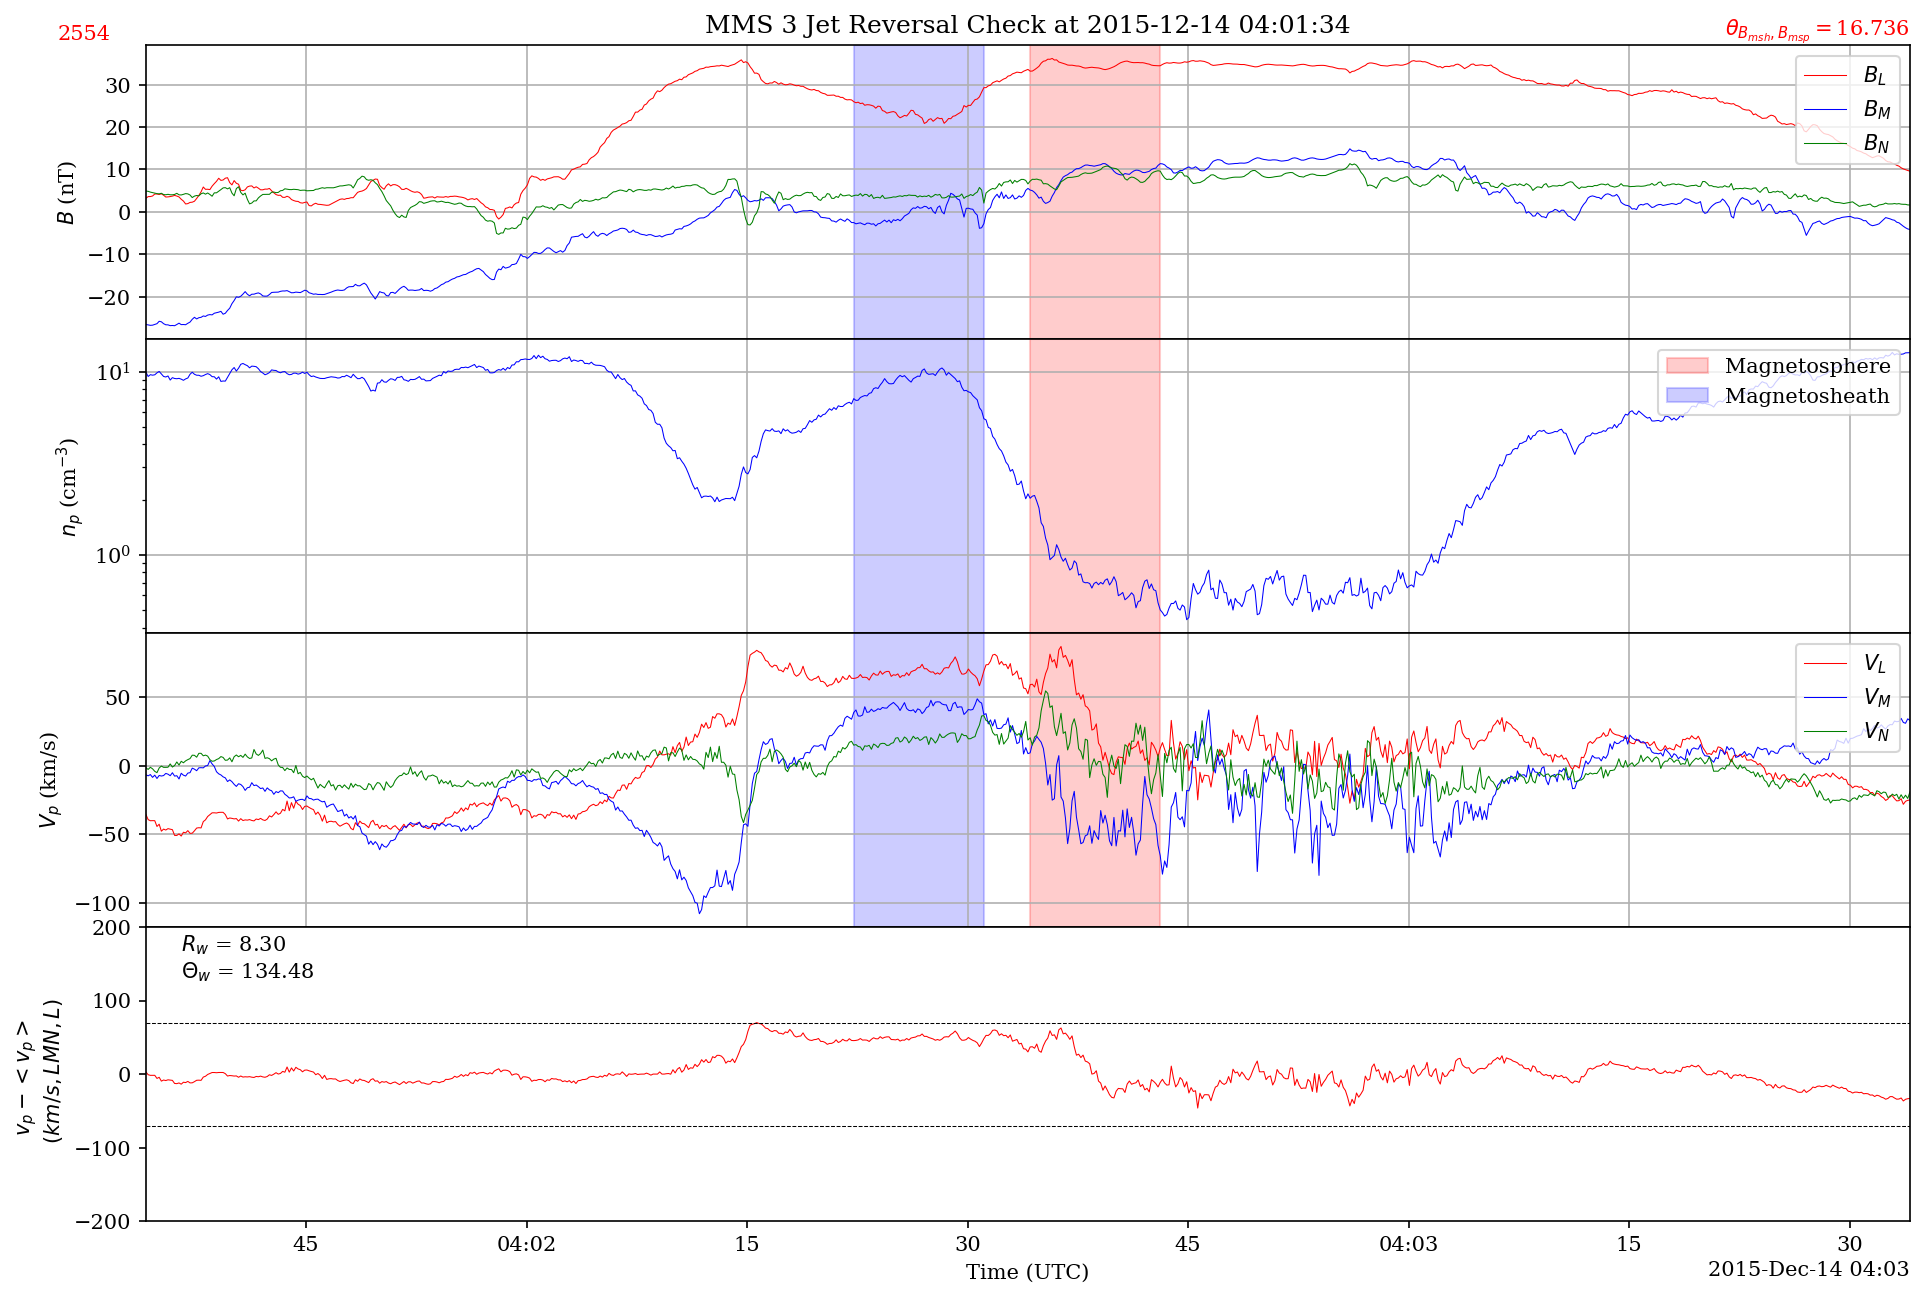 MMS 3 Jet Reversal Check at 2015-12-14 04:01:34
2554
θ_{B_{msh}, B_{msp}} = 16.736
30
20
10
0
−10
−20
B (nT)
B_L
B_M
B_N
10^1
10^0
n_p (cm^{−3})
Magnetosphere
Magnetosheath
50
0
−50
−100
V_p (km/s)
V_L
V_M
V_N
200
100
0
−100
−200
v_p − < v_p >
(km/s, LMN, L)
R_w = 8.30
Θ_w = 134.48
45
04:02
15
30
45
04:03
15
30
Time (UTC)
2015-Dec-14 04:03